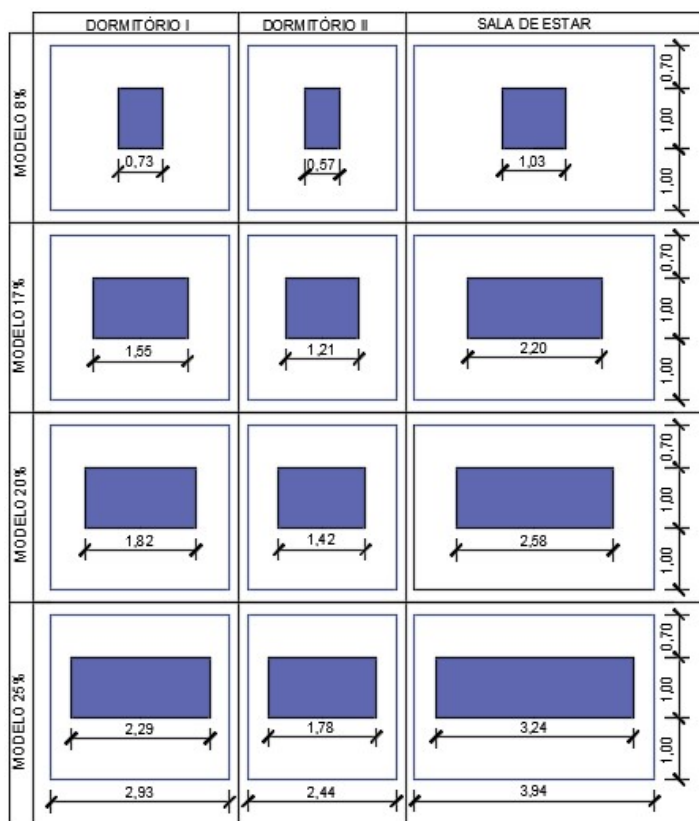 DORMITÓRIO I DORMITÓRIO II SALA DE ESTAR
MODELO 8%
0,73 0,57 1,03
0,70
1,00
1,00
MODELO 17%
1,55 1,21 2,20
0,70
1,00
1,00
MODELO 20%
1,82 1,42 2,58
0,70
1,00
1,00
MODELO 25%
2,29 1,78 3,24
0,70
1,00
1,00
2,93 2,44 3,94